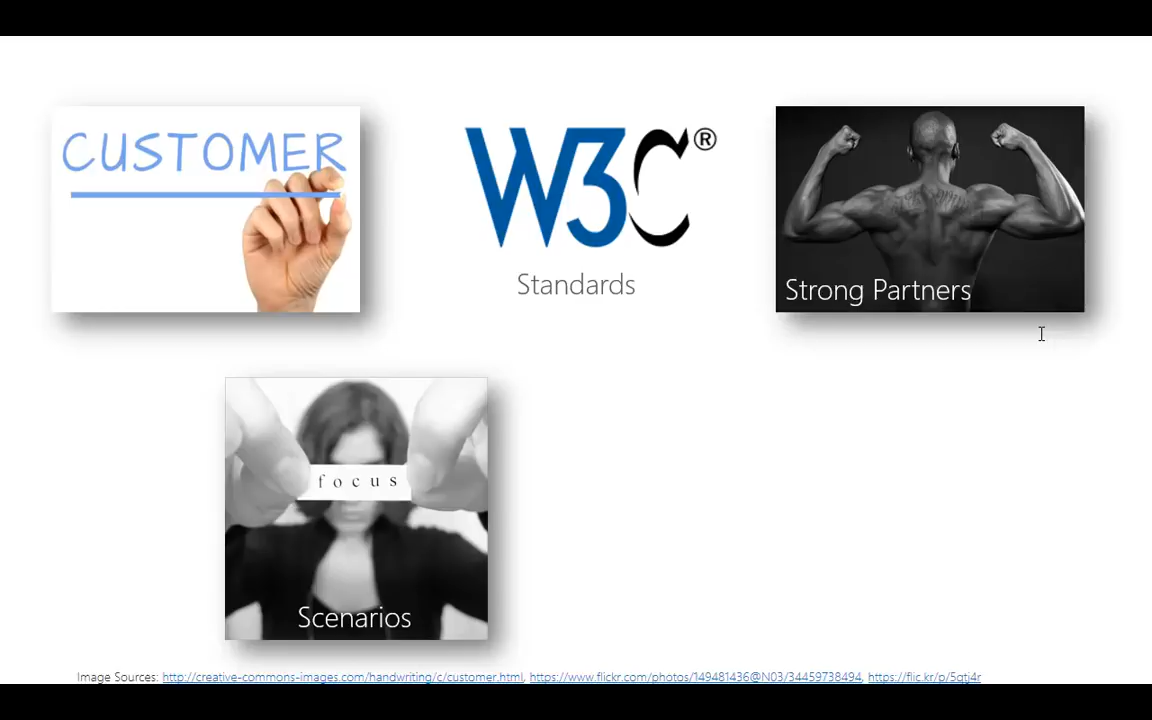 CUSTOMER
W3C®
Standards
Strong Partners
focus
Scenarios
Image Sources: http://creative-commons-images.com/handwriting/c/customer.html, https://www.flickr.com/photos/149481436@N03/34459738494, https://flic.kr/p/5qtj4r